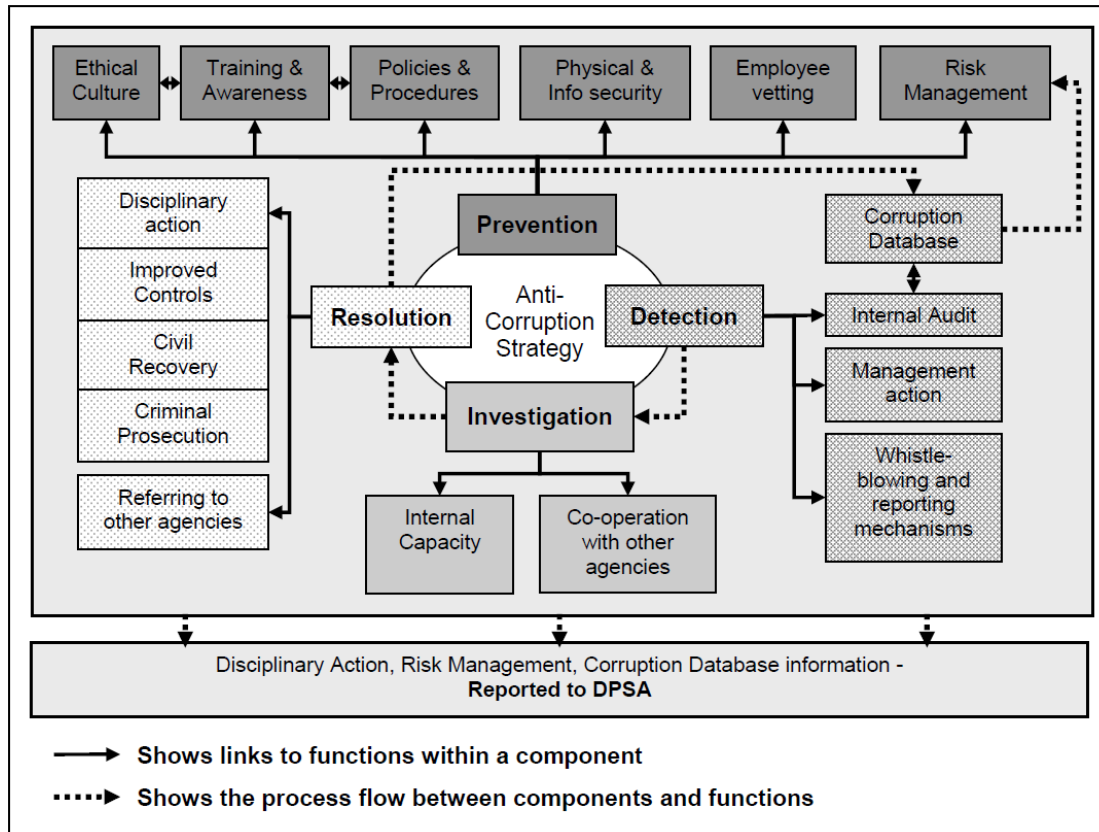 Ethical
Culture
Training &
Awareness
Policies &
Procedures
Physical &
Info security
Employee
vetting
Risk
Management
Prevention
Disciplinary
action
Improved
Controls
Civil
Recovery
Criminal
Prosecution
Referring to
other agencies
Resolution
Anti-
Corruption
Strategy
Detection
Corruption
Database
Internal Audit
Management
action
Whistle-
blowing and
reporting
mechanisms
Investigation
Internal
Capacity
Co-operation
with other
agencies
Disciplinary Action, Risk Management, Corruption Database information -
Reported to DPSA
Shows links to functions within a component
Shows the process flow between components and functions